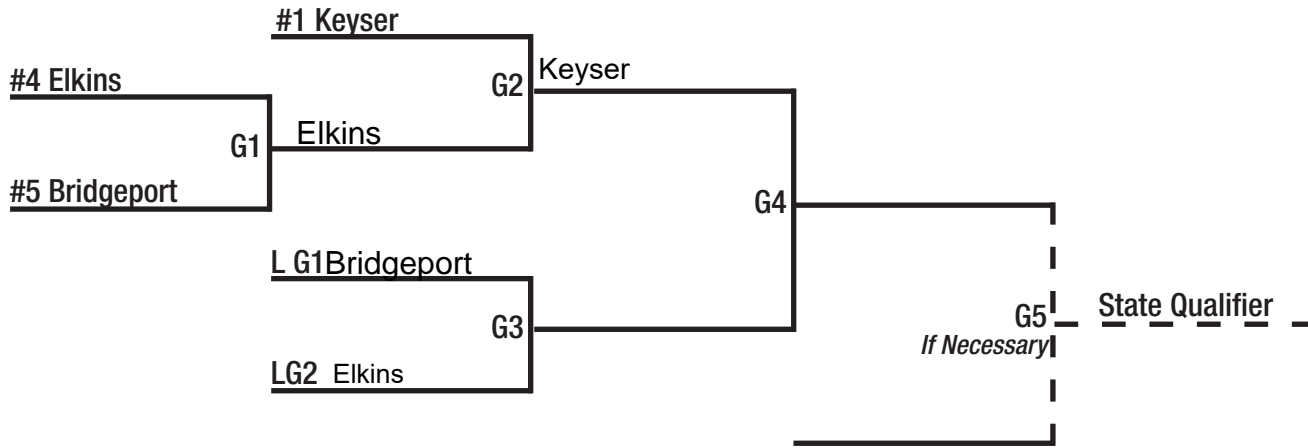 #1 Keyser
G2 Keyser
#4 Elkins
G1 Elkins
#5 Bridgeport
G4
L G1Bridgeport
G3
LG2 Elkins
G5
If Necessary
State Qualifier